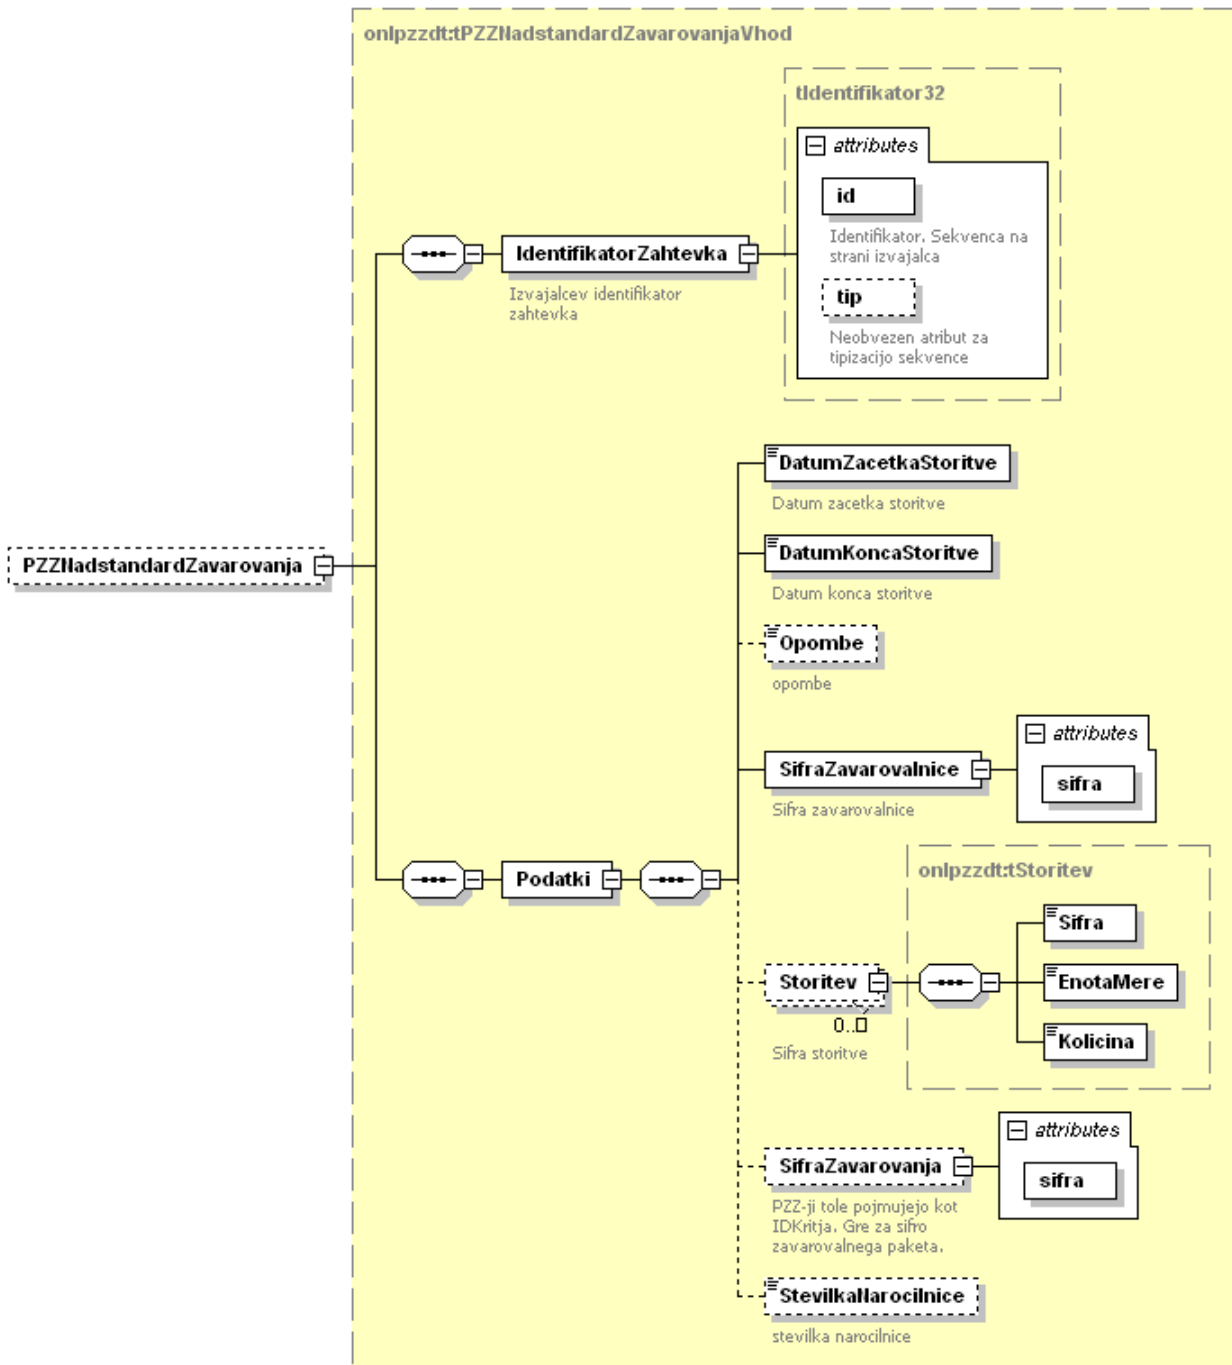 onlpzzdt:tPZZNadstandardZavarovanjaVhod
tIdentifikator32
attributes
id
Identifikator. Sekvenca na
strani izvajalca
tip
Neobvezen atribut za
tipizacijo sekvence
IdentifikatorZahtevka
Izvajalcev identifikator
zahtevka
PZZNadstandardZavarovanja
DatumZacetkaStoritve
Datum zacetka storitve
DatumKoncaStoritve
Datum konca storitve
Opombe
opombe
SifraZavarovalnice
Sifra zavarovalnice
attributes
sifra
Podatki
onlpzzdt:tStoritev
Storitev
0..□
Sifra storitve
Sifra
EnotaMere
Kolicina
SifraZavarovanja
PZZ-ji tole pojmujejo kot
IDKritja. Gre za sifro
zavarovalnega paketa.
attributes
sifra
StevilkaNarocilnice
stevilka narocilnice